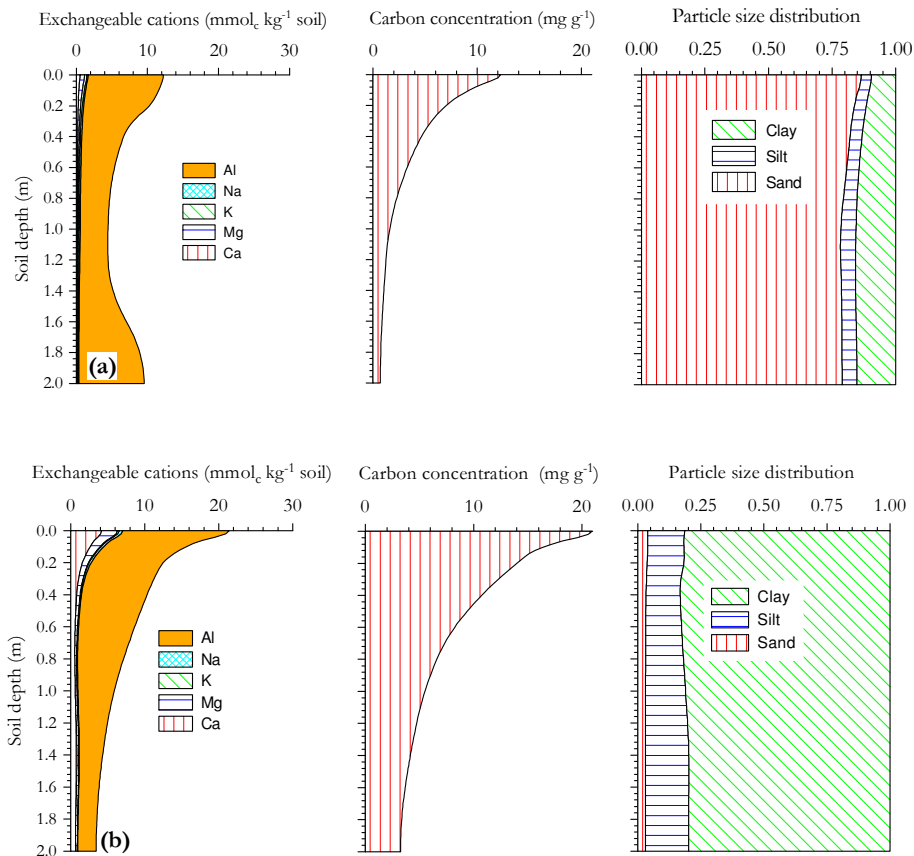 Exchangeable cations (mmol_c kg⁻¹ soil)
0 10 20 30
0.0
0.2
0.4
0.6
0.8
1.0
1.2
1.4
1.6
1.8
2.0
Soil depth (m)
Al
Na
K
Mg
Ca
(a)
Carbon concentration (mg g⁻¹)
0 10 20
Particle size distribution
0.00 0.25 0.50 0.75 1.00
Clay
Silt
Sand
Exchangeable cations (mmol_c kg⁻¹ soil)
0 10 20 30
0.0
0.2
0.4
0.6
0.8
1.0
1.2
1.4
1.6
1.8
2.0
Soil depth (m)
Al
Na
K
Mg
Ca
(b)
Carbon concentration (mg g⁻¹)
0 10 20
Particle size distribution
0.00 0.25 0.50 0.75 1.00
Clay
Silt
Sand